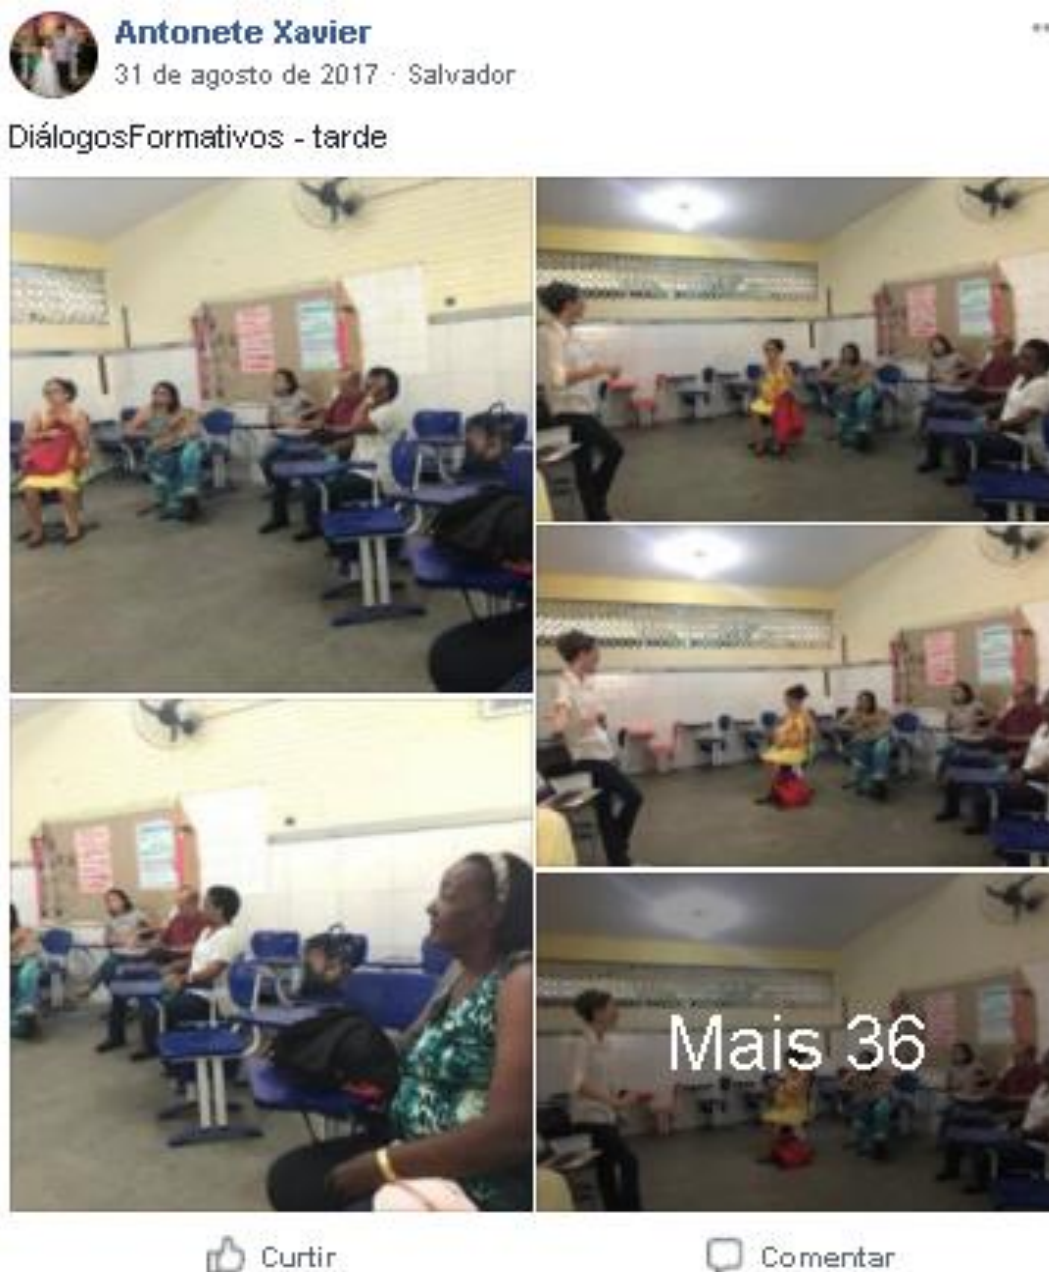 Antonete Xavier
31 de agosto de 2017 · Salvador
DiálogosFormativos - tarde
Mais 36
Curtir
Comentar